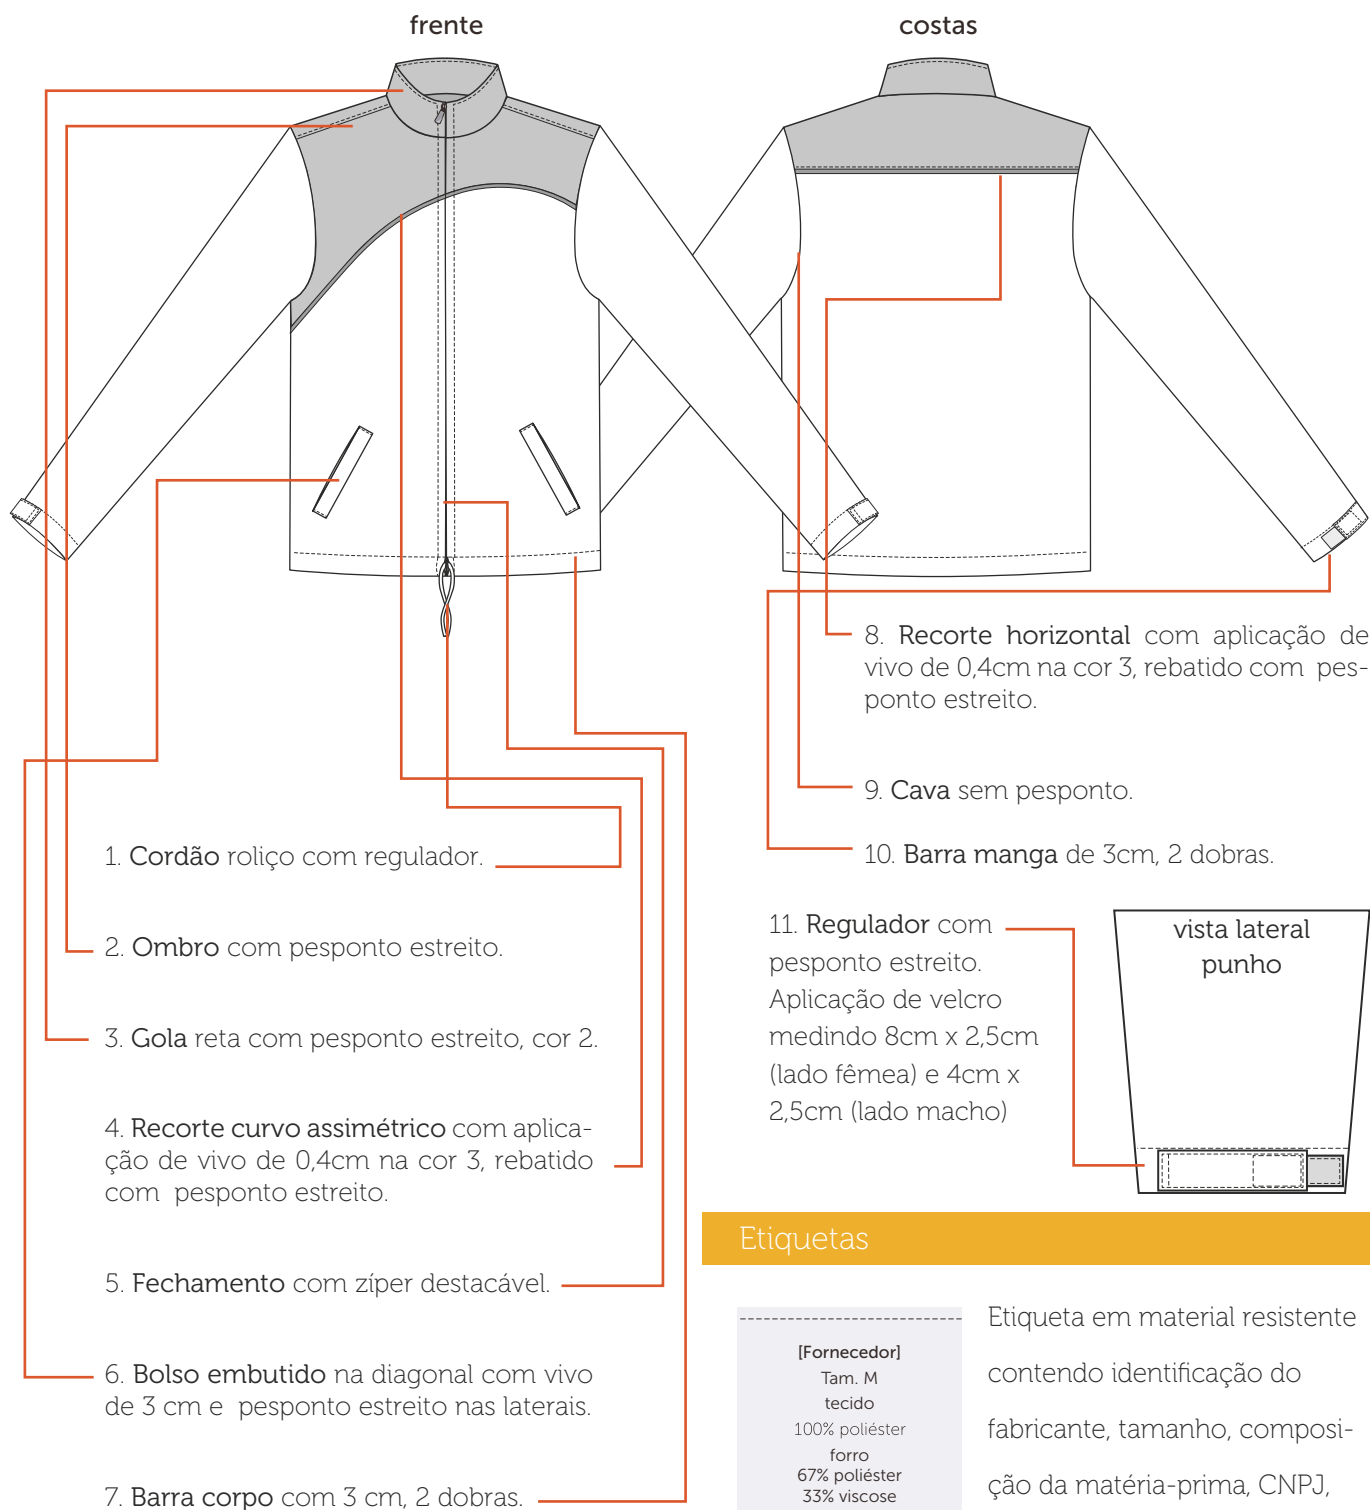 frente
costas
8. Recorte horizontal com aplicação de
vivo de 0,4cm na cor 3, rebatido com pes-
ponto estreito.
9. Cava sem pesponto.
10. Barra manga de 3cm, 2 dobras.
1. Cordão roliço com regulador.
2. Ombro com pesponto estreito.
3. Gola reta com pesponto estreito, cor 2.
4. Recorte curvo assimétrico com aplica-
ção de vivo de 0,4cm na cor 3, rebatido
com pesponto estreito.
5. Fechamento com zíper destacável.
6. Bolso embutido na diagonal com vivo
de 3 cm e pesponto estreito nas laterais.
7. Barra corpo com 3 cm, 2 dobras.
11. Regulador com
pesponto estreito.
Aplicação de velcro
medindo 8cm x 2,5cm
(lado fêmea) e 4cm x
2,5cm (lado macho)
vista lateral
punho
Etiquetas
[Fornecedor]
Tam. M
tecido
100% poliéster
forro
67% poliéster
33% viscose
Etiqueta em material resistente
contendo identificação do
fabricante, tamanho, composi-
ção da matéria-prima, CNPJ,